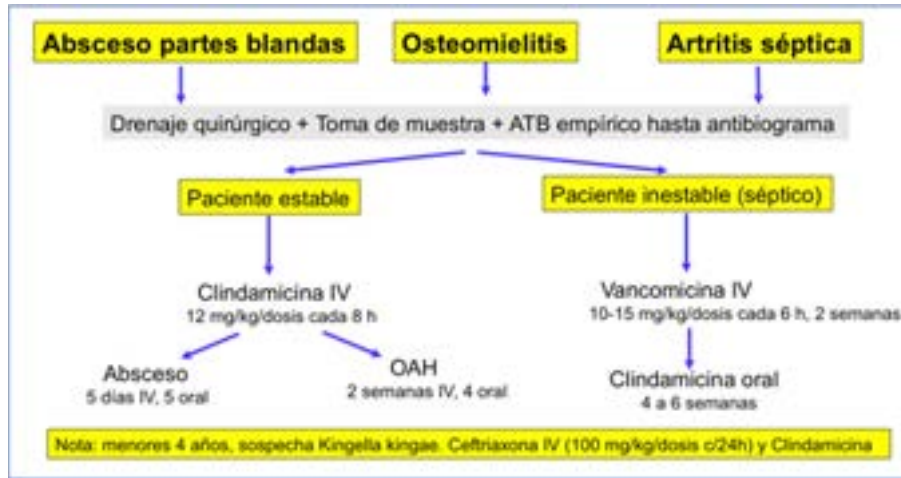 Absceso partes blandas
Osteomielitis
Artritis séptica
Drenaje quirúrgico + Toma de muestra + ATB empírico hasta antibiograma
Paciente estable
Paciente inestable (séptico)
Clindamicina IV
12 mg/kg/dosis cada 8 h
Vancomicina IV
10-15 mg/kg/dosis cada 6 h, 2 semanas
Absceso
5 días IV, 5 oral
OAH
2 semanas IV, 4 oral
Clindamicina oral
4 a 6 semanas
Nota: menores 4 años, sospecha Kingella kingae. Ceftriaxona IV (100 mg/kg/dosis c/24h) y Clindamicina